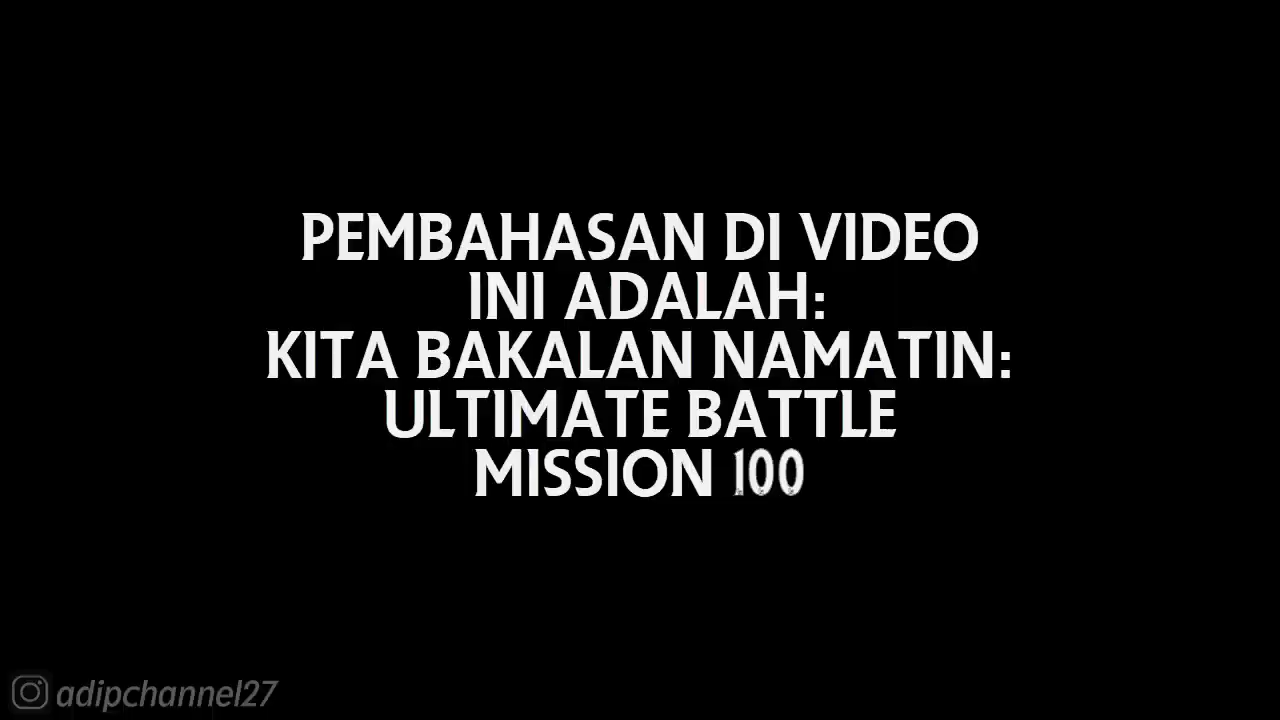 PEMBAHASAN DI VIDEO
INI ADALAH:
KITA BAKALAN NAMATIN:
ULTIMATE BATTLE
MISSION 100
adipchannel27